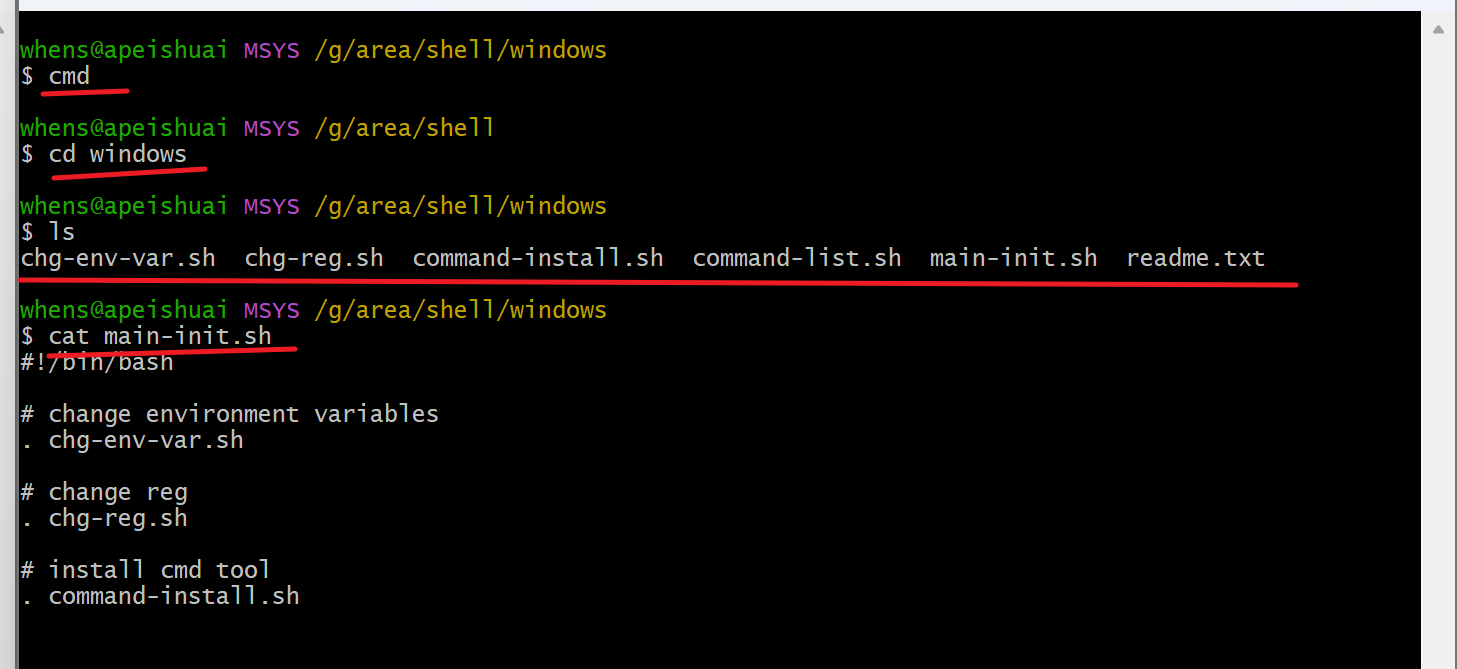 whens@apeishuai MSYS /g/area/shell/windows
$ cmd
whens@apeishuai MSYS /g/area/shell
$ cd windows
whens@apeishuai MSYS /g/area/shell/windows
$ ls
chg-env-var.sh  chg-reg.sh  command-install.sh  command-list.sh  main-init.sh  readme.txt
whens@apeishuai MSYS /g/area/shell/windows
$ cat main-init.sh
#!/bin/bash
# change environment variables
. chg-env-var.sh
# change reg
. chg-reg.sh
# install cmd tool
. command-install.sh